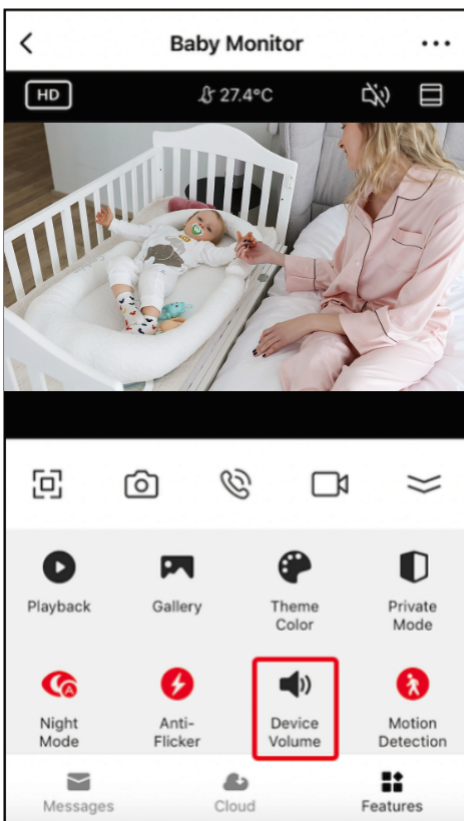 Baby Monitor
HD
27.4°C
Playback
Gallery
Theme
Color
Private
Mode
Night
Mode
Anti-
Flicker
Device
Volume
Motion
Detection
Messages
Cloud
Features